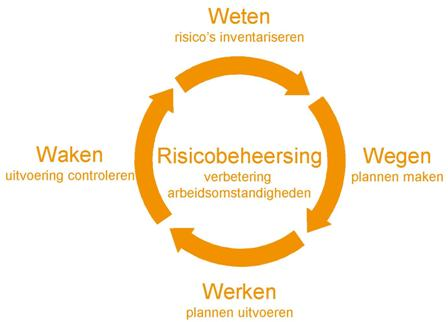 Weten
risico's inventariseren
Waken
uitvoering controleren
Risicobeheersing
verbetering
arbeidsomstandigheden
Wegen
plannen maken
Werken
plannen uitvoeren